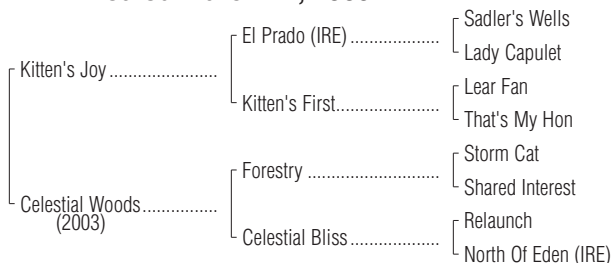 El Prado (IRE) ....................
Sadler's Wells
Lady Capulet
Kitten's Joy ........................
Kitten's First.......................
Lear Fan
That's My Hon
Forestry .............................
Storm Cat
Shared Interest
Celestial Woods................
(2003)
Celestial Bliss....................
Relaunch
North Of Eden (IRE)